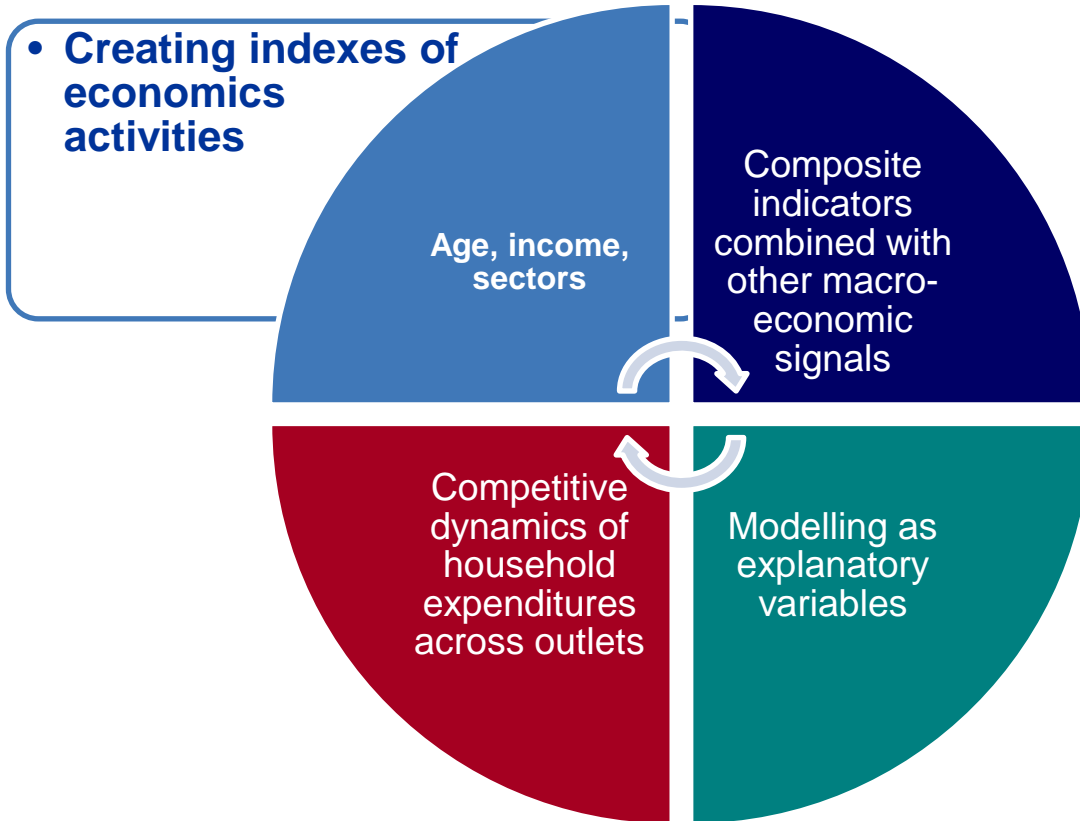 • Creating indexes of
economics
activities
Age, income,
sectors
Composite
indicators
combined with
other macro-
economic
signals
Competitive
dynamics of
household
expenditures
across outlets
Modelling as
explanatory
variables